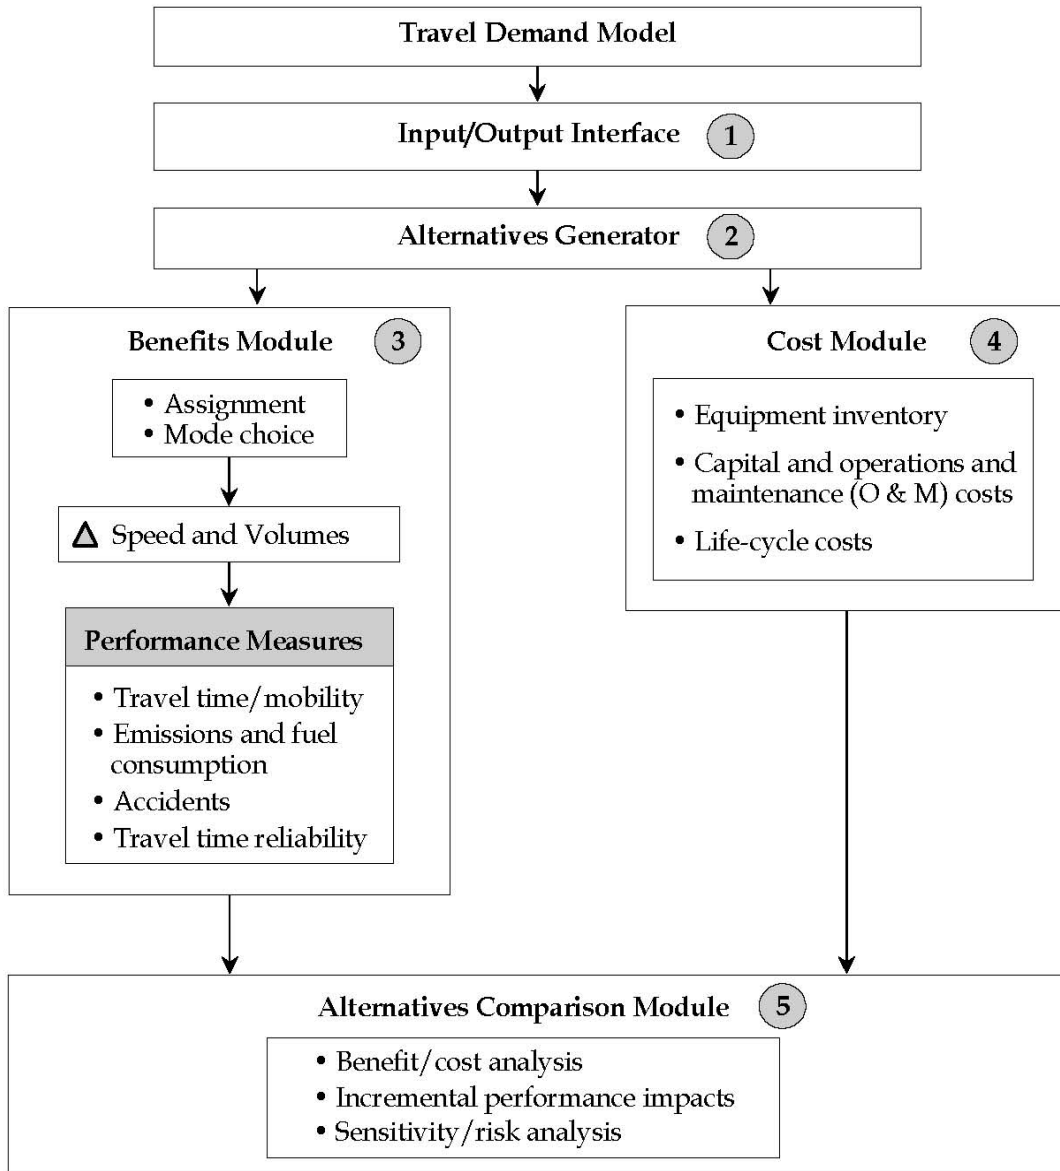 Travel Demand Model
Input/Output Interface 1
Alternatives Generator 2
Benefits Module 3
• Assignment
• Mode choice
Speed and Volumes
Performance Measures
• Travel time/mobility
• Emissions and fuel
consumption
• Accidents
• Travel time reliability
Cost Module 4
• Equipment inventory
• Capital and operations and
maintenance (O & M) costs
• Life-cycle costs
Alternatives Comparison Module 5
• Benefit/cost analysis
• Incremental performance impacts
• Sensitivity/risk analysis